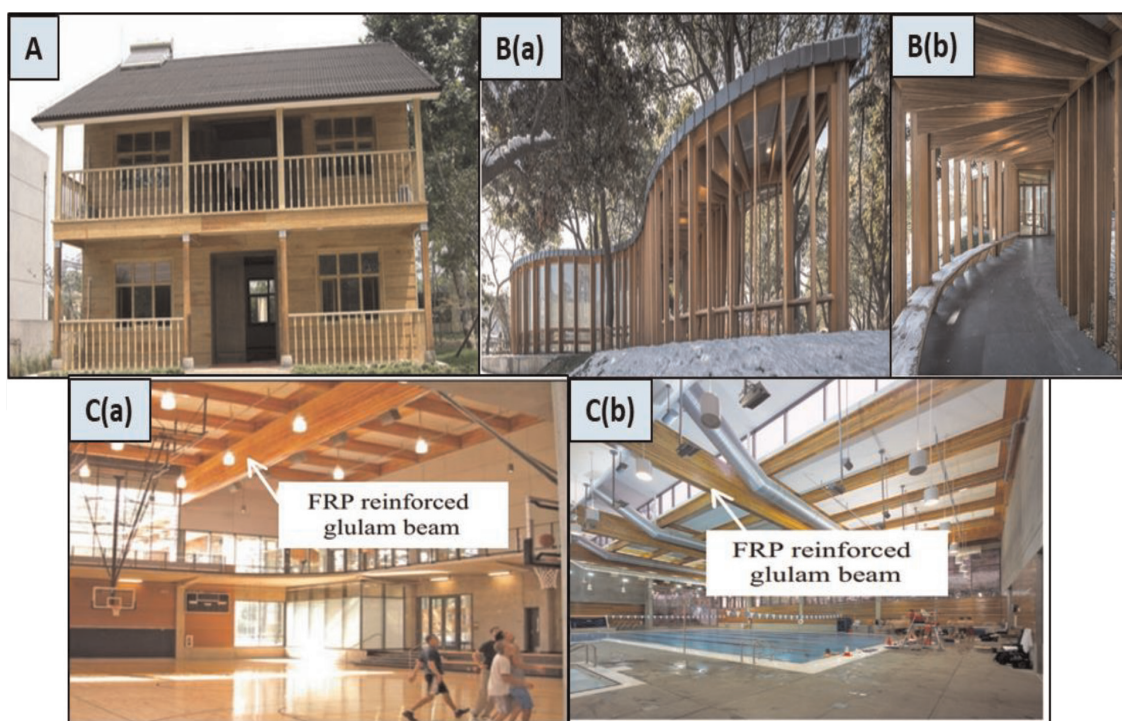 A
B(a)
B(b)
C(a)
FRP reinforced
glulam beam
C(b)
FRP reinforced
glulam beam